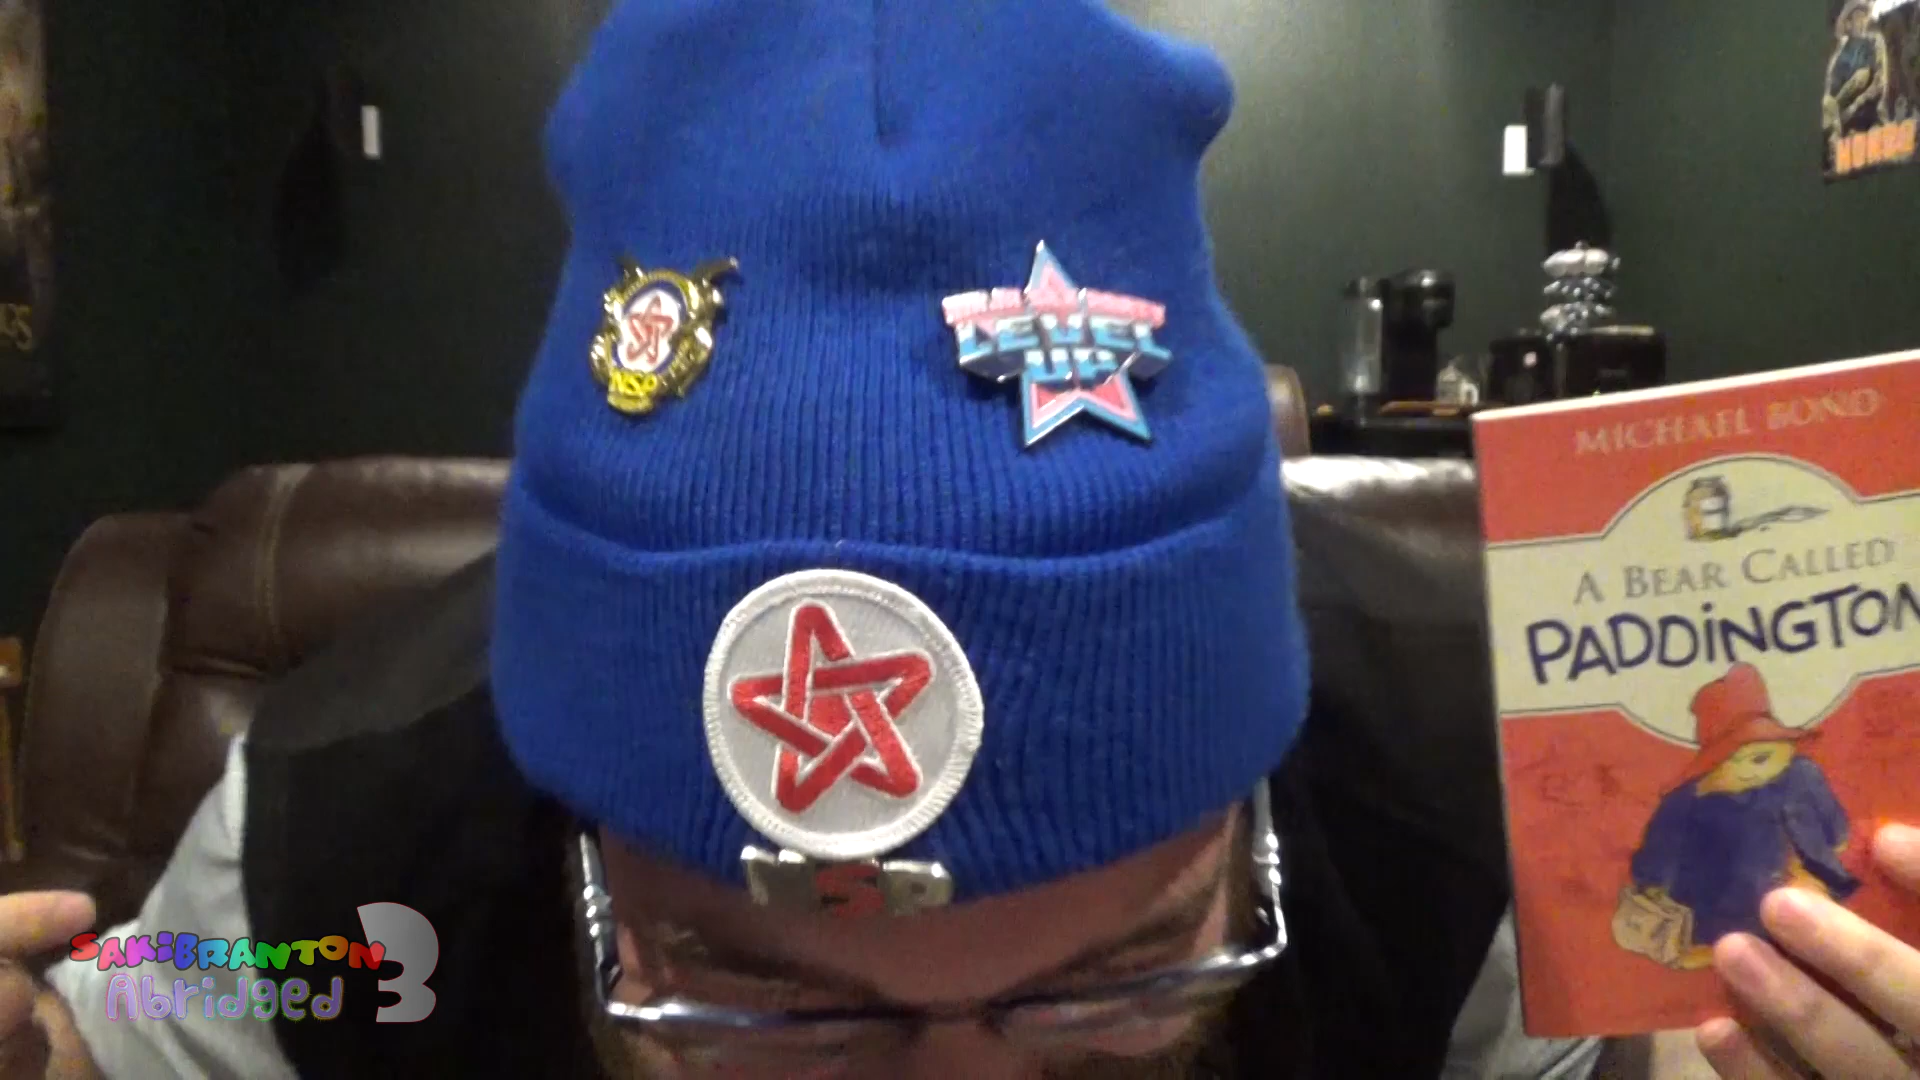 NSP
LEVEL
UP
MICHAEL BOND
A BEAR CALLED
PADDINGTON
SAKIBRANTON
Abridged
3